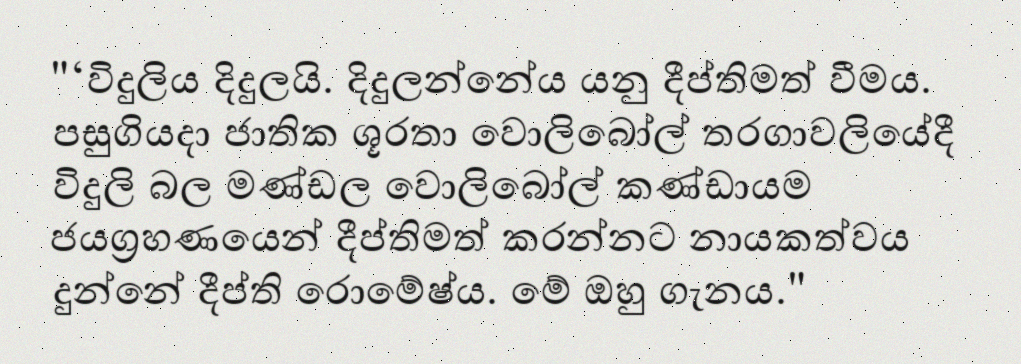 "‘විදුලිය දිදුලයි. දිදුලන්නේය යනු දීප්තිමත් වීමය.
පසුගියදා ජාතික ශූරතා වොලිබෝල් තරගාවලියේදී
විදුලි බල මණ්ඩල වොලිබෝල් කණ්ඩායම
ජයග්‍රහණයෙන් දීප්තිමත් කරන්නට නායකත්වය
දුන්නේ දීප්ති රොමේෂ්ය. මේ ඔහු ගැනය."